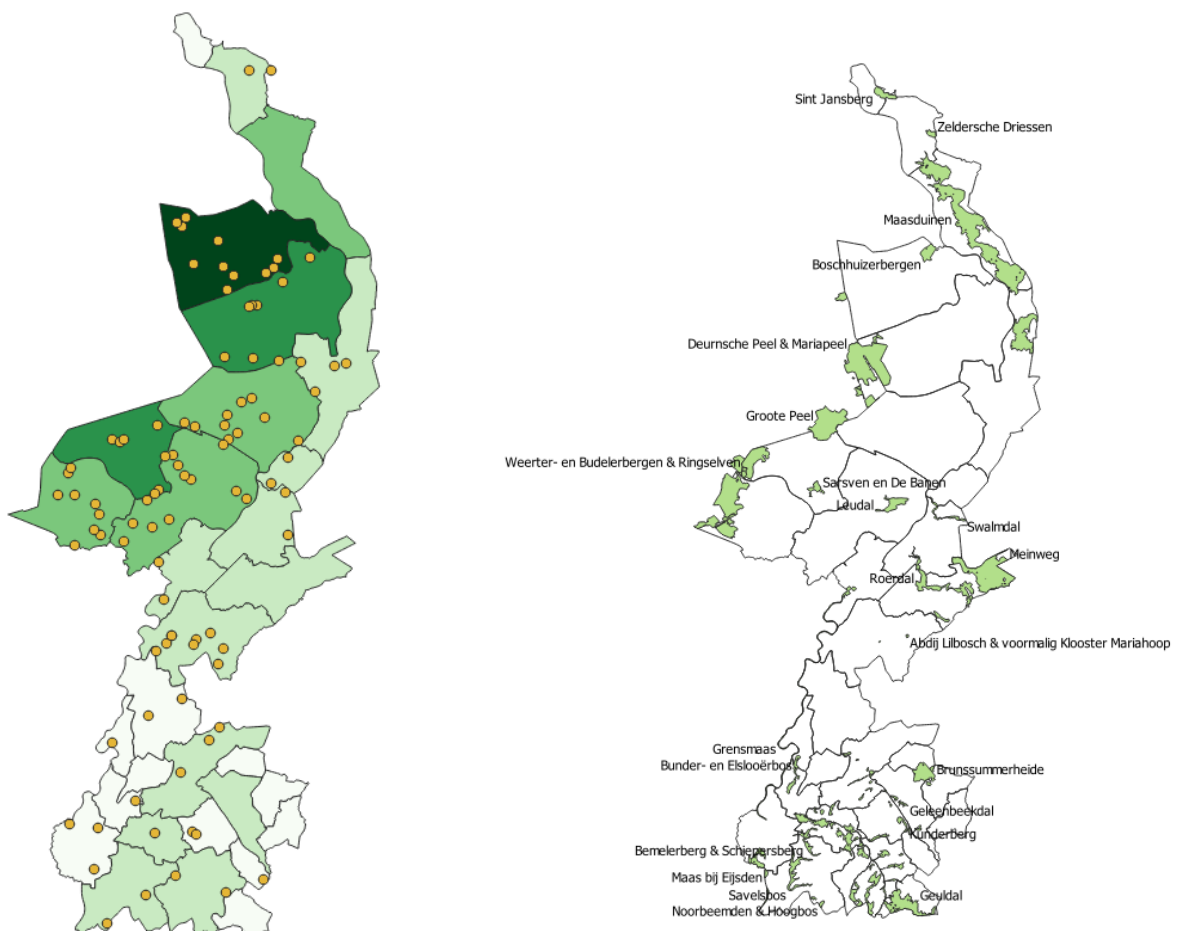 Sint Jansberg
Zeldersche Driessen
Maasduinen
Boschhuizerbergen
Deurnsche Peel & Mariapeel
Groote Peel
Weerter- en Budelerbergen & Ringselven
Sarsven en De Banen
Leudal
Swalmdal
Meinweg
Roerdal
Abdij Lilbosch & voormalig Klooster Mariahoop
Grensmaas
Bunder- en Elslooërbos
Brunssummerheide
Geleenbeekdal
Kunderberg
Bemelerberg & Schiepersberg
Maas bij Eijsden
Savelsbos
Geuldal
Noorbeemden & Hoogbos